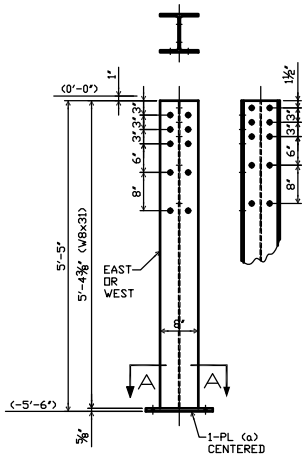 1"
1½"
(0'-0")
3"
3"
3"
3"
3"
3"
6"
6"
8"
8"
5'-5"
5'-4⅜" (W8x31)
EAST
OR
WEST
8"
A
A
(-5'-6")
⅝"
1-PL (a)
CENTERED